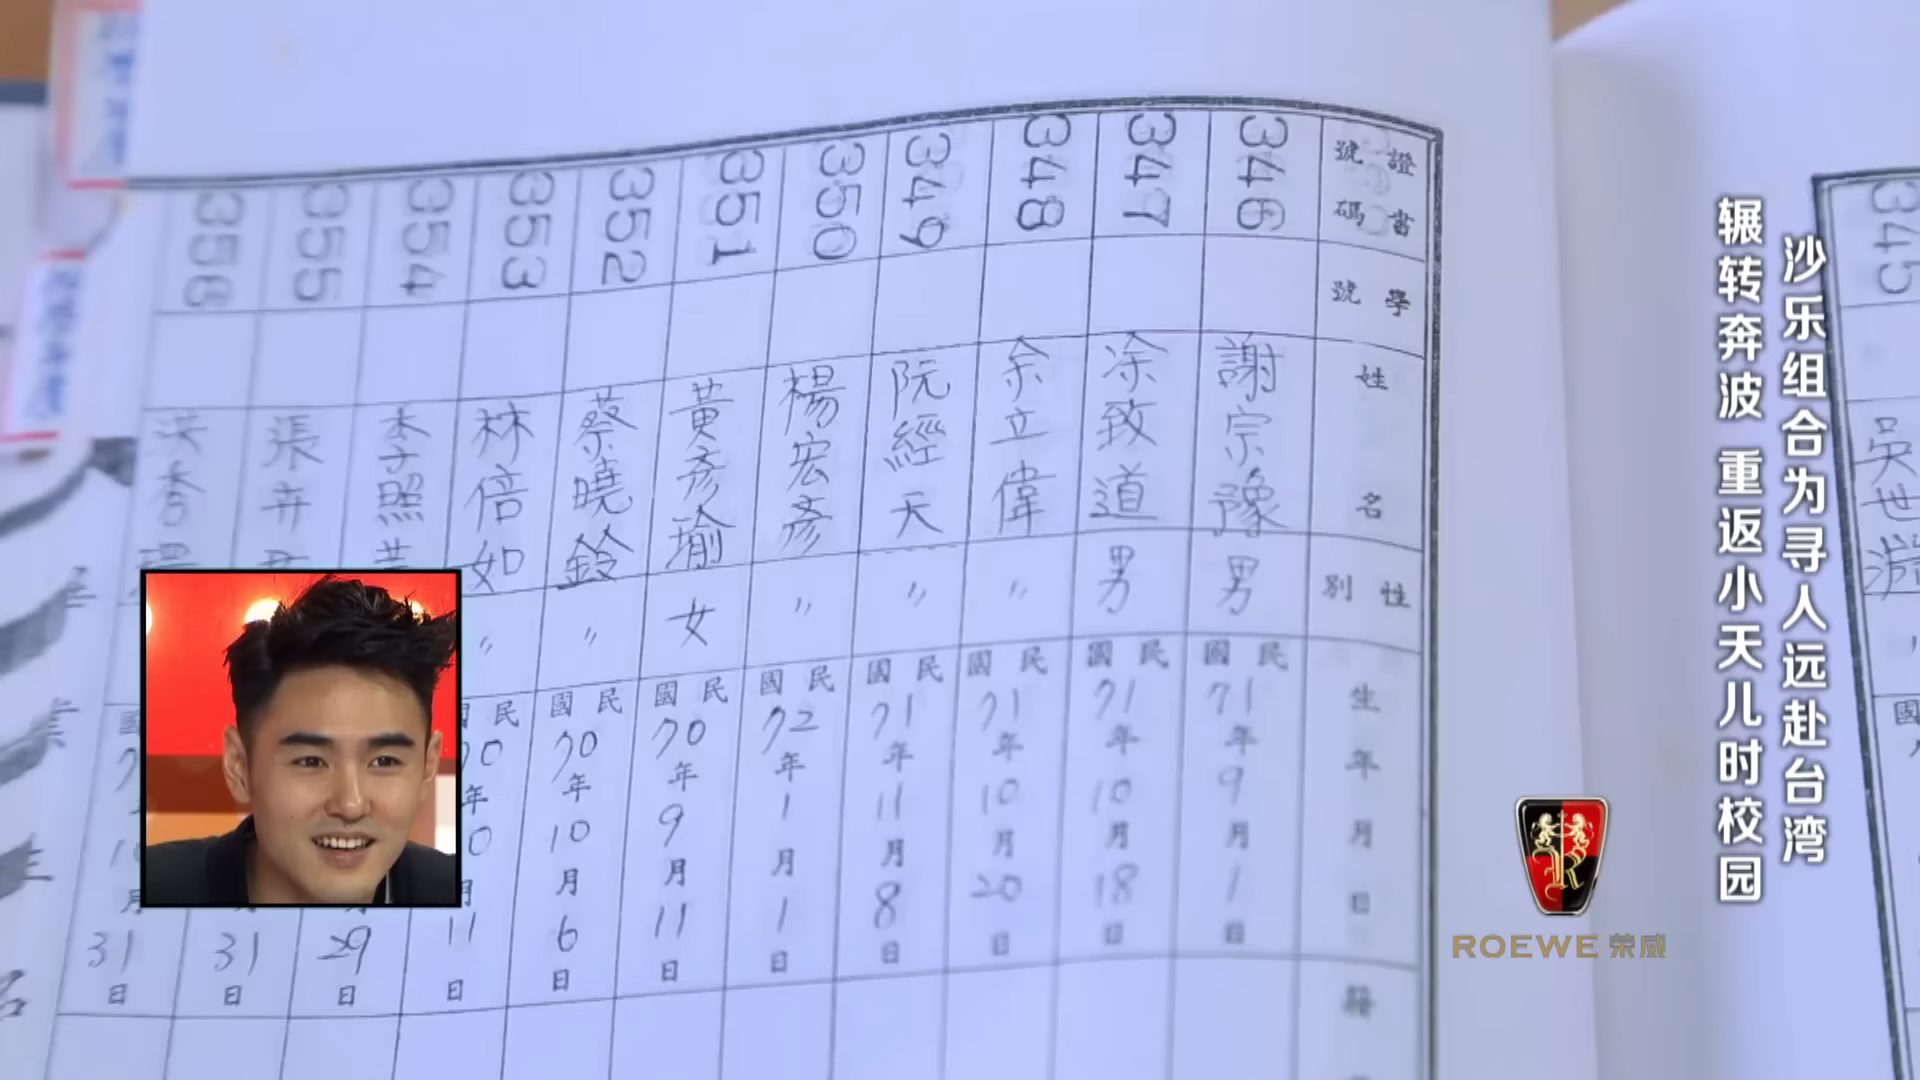 證書號碼
學號
姓名
性別
生年月日
籍
346
謝宗豫
男
民國71年9月1日
347
涂致道
男
民國71年10月18日
348
余立偉
〃
民國71年10月20日
349
阮經天
〃
民國71年11月8日
350
楊宏彥
〃
民國72年1月1日
351
黃彥瑜
女
民國70年9月11日
352
蔡曉鈴
〃
民國70年10月6日
353
林倍如
〃
11日
354
李照
29日
355
張卉
31日
356
洪秀
31日
345
吳世
沙乐组合为寻人远赴台湾
辗转奔波 重返小天儿时校园
ROEWE 荣威